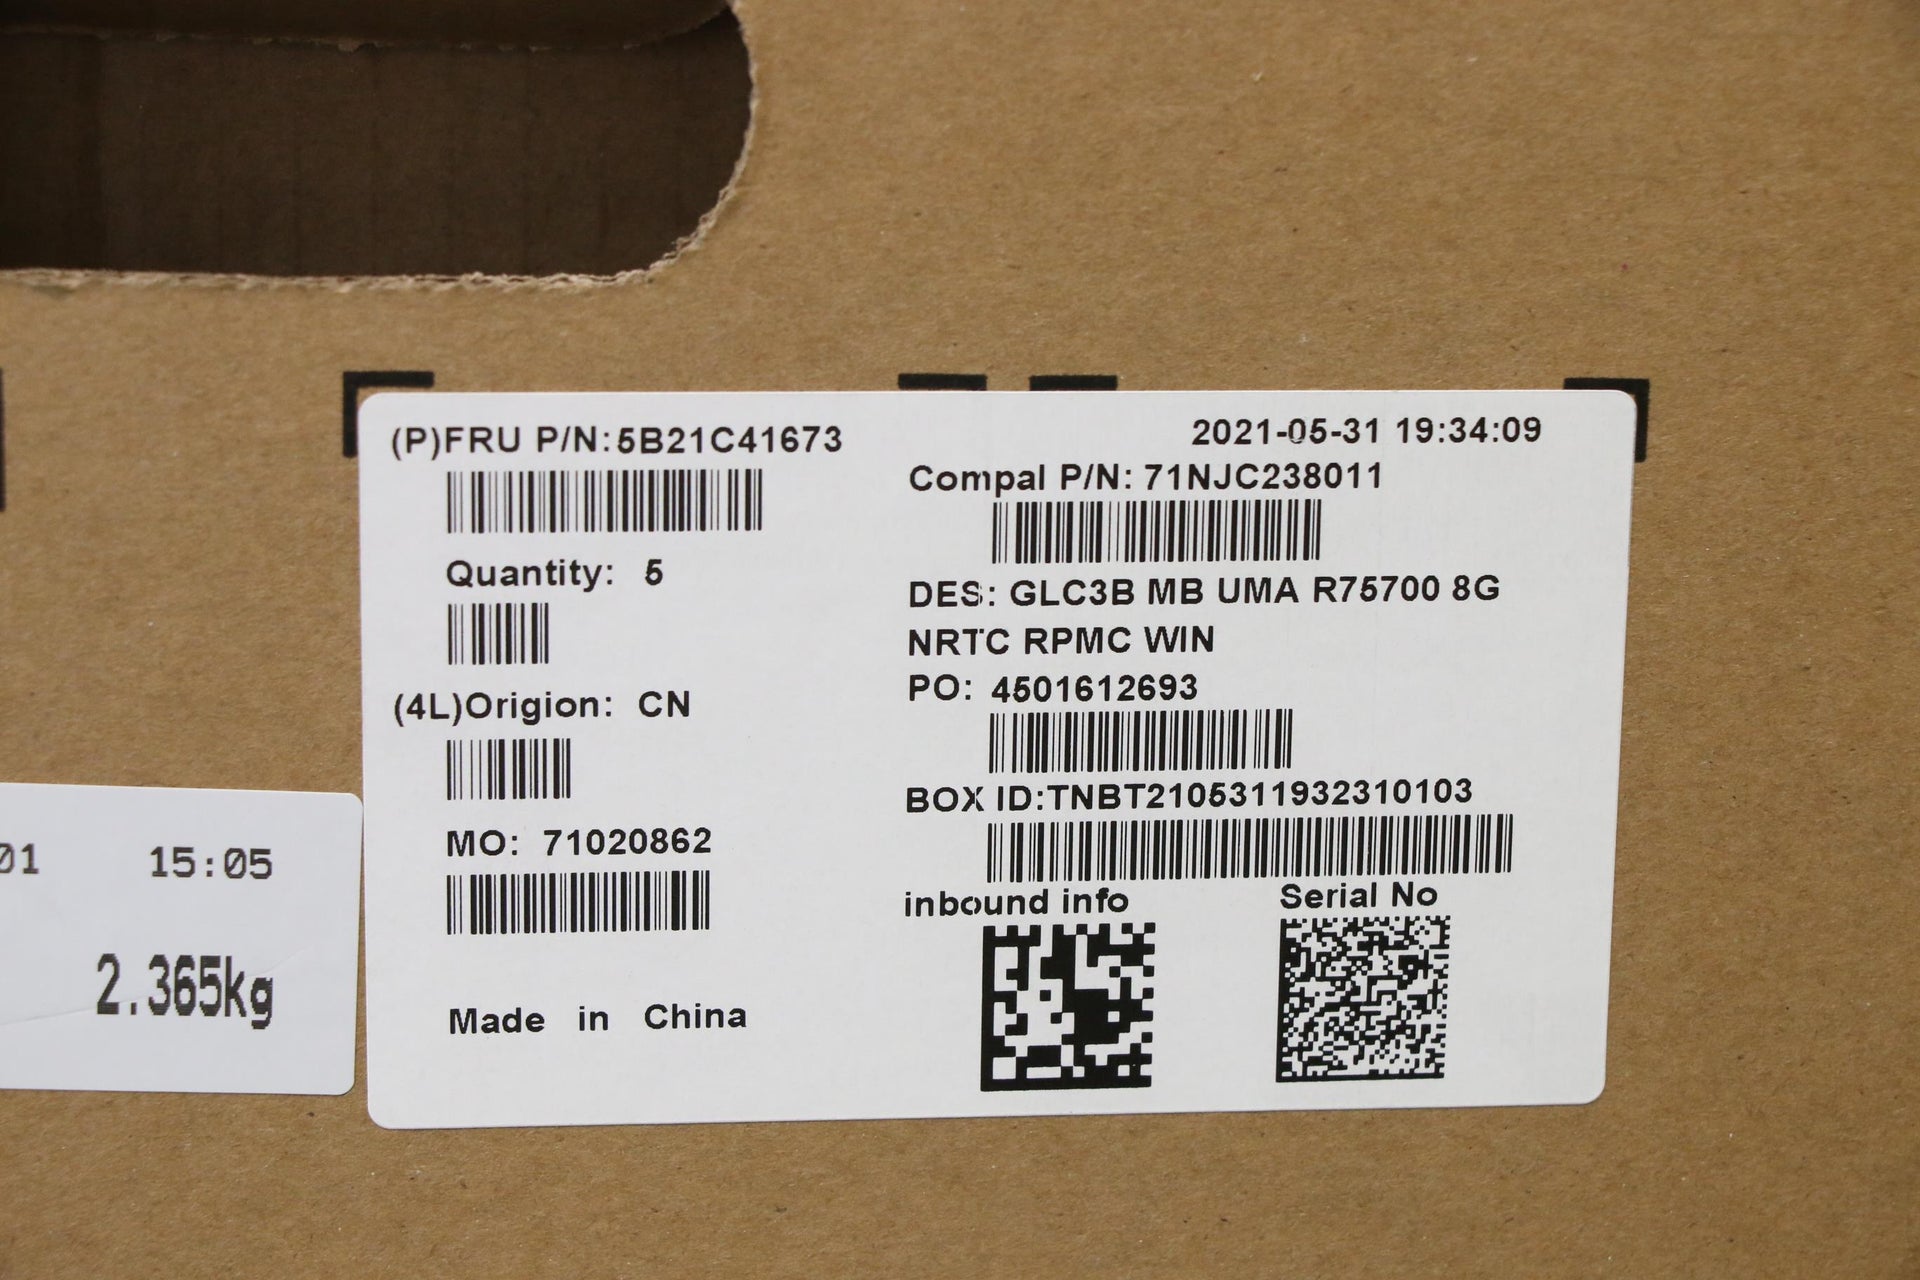 (P)FRU P/N:5B21C41673
2021-05-31 19:34:09
Compal P/N: 71NJC238011
Quantity: 5
DES: GLC3B MB UMA R75700 8G
NRTC RPMC WIN
(4L)Origion: CN
PO: 4501612693
BOX ID:TNBT2105311932310103
MO: 71020862
inbound info
Serial No
Made in China
01 15:05
2.365kg